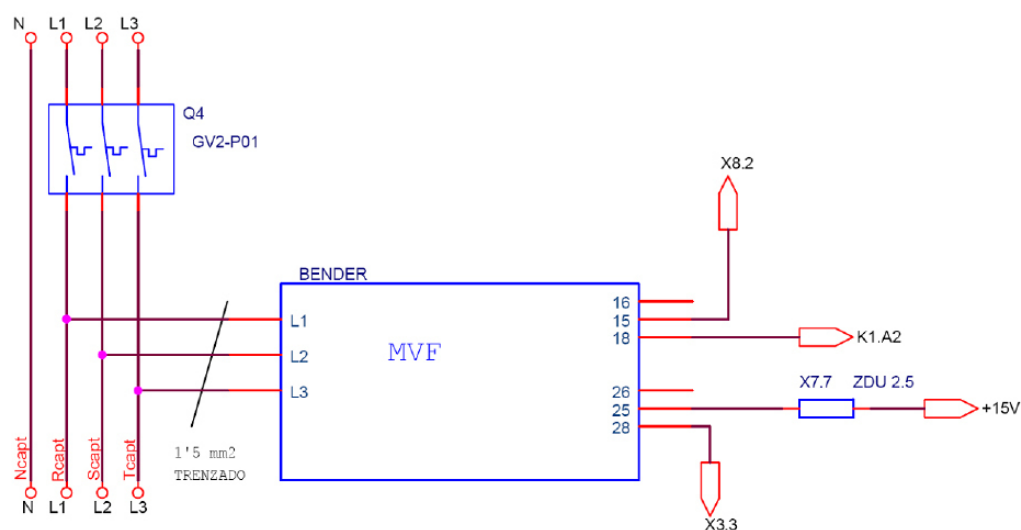 N L1 L2 L3
Q4
GV2-P01
X8.2
BENDER
MVF
L1
L2
L3
16
15
18
K1.A2
26
25
28
X7.7 ZDU 2.5
+15V
X3.3
1'5 mm2
TRENZADO
Ncapt
Rcapt
Scapt
Tcapt
N L1 L2 L3